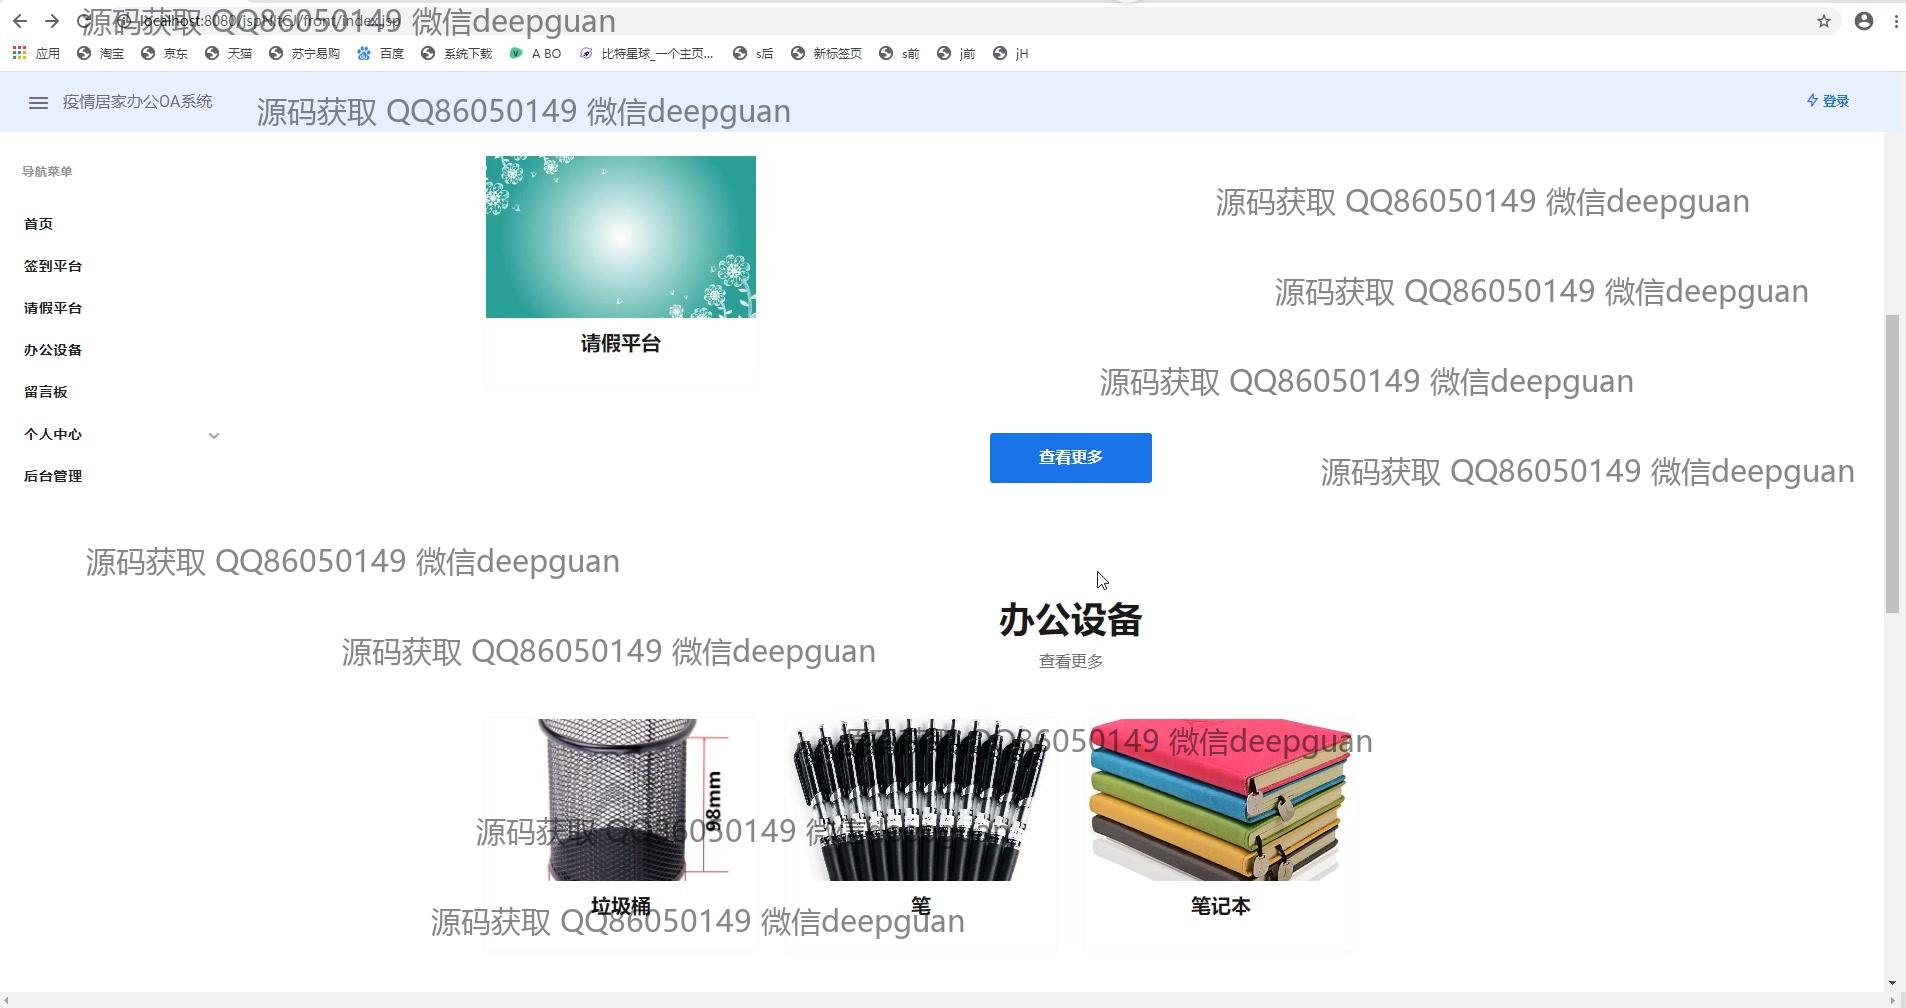 源码获取 QQ86050149 微信deepguan
localhost:8080/jspNltGJ/front/index.jsp
应用 淘宝 京东 天猫 苏宁易购 百度 系统下载 A BO 比特星球_一个主页... s后 新标签页 s前 j前 jH
疫情居家办公OA系统
源码获取 QQ86050149 微信deepguan
登录
导航菜单
首页
签到平台
请假平台
办公设备
留言板
个人中心
后台管理
源码获取 QQ86050149 微信deepguan
源码获取 QQ86050149 微信deepguan
请假平台
源码获取 QQ86050149 微信deepguan
查看更多
源码获取 QQ86050149 微信deepguan
源码获取 QQ86050149 微信deepguan
办公设备
源码获取 QQ86050149 微信deepguan
查看更多
源码获取 QQ86050149 微信deepguan
98mm
源码获取 QQ86050149 微信deepguan
垃圾桶
笔
笔记本
源码获取 QQ86050149 微信deepguan